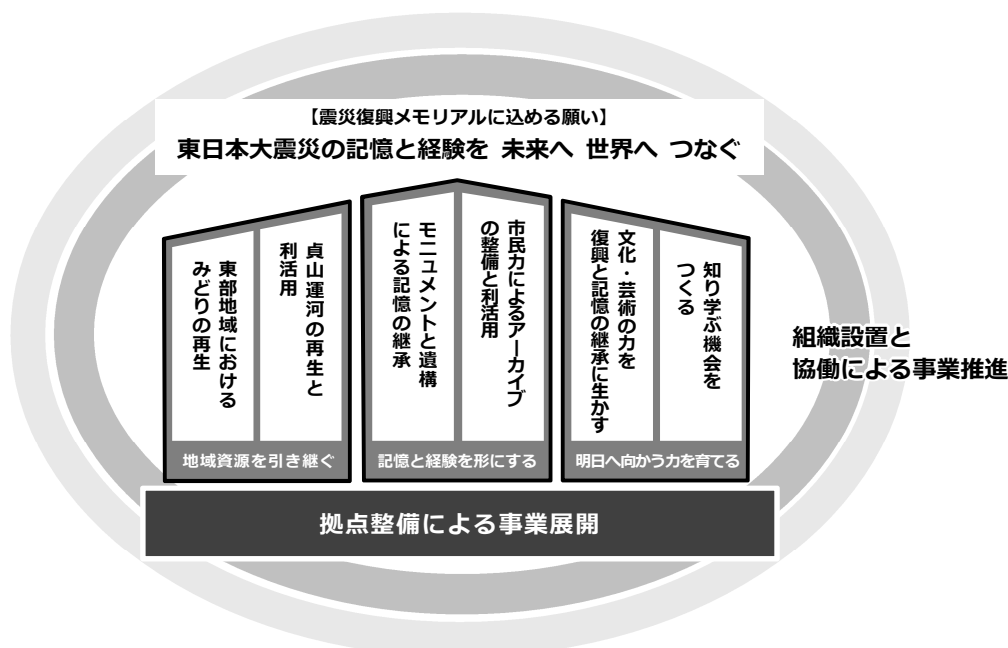 【震災復興メモリアルに込める願い】
東日本大震災の記憶と経験を 未来へ 世界へ つなぐ
東部地域における
みどりの再生
貞山運河の再生と
利活用
地域資源を引き継ぐ
モニュメントと遺構
による記憶の継承
市民力によるアーカイブ
の整備と利活用
記憶と経験を形にする
文化・芸術の力を
復興と記憶の継承に生かす
知り学ぶ機会を
つくる
明日へ向かう力を育てる
組織設置と
協働による事業推進
拠点整備による事業展開